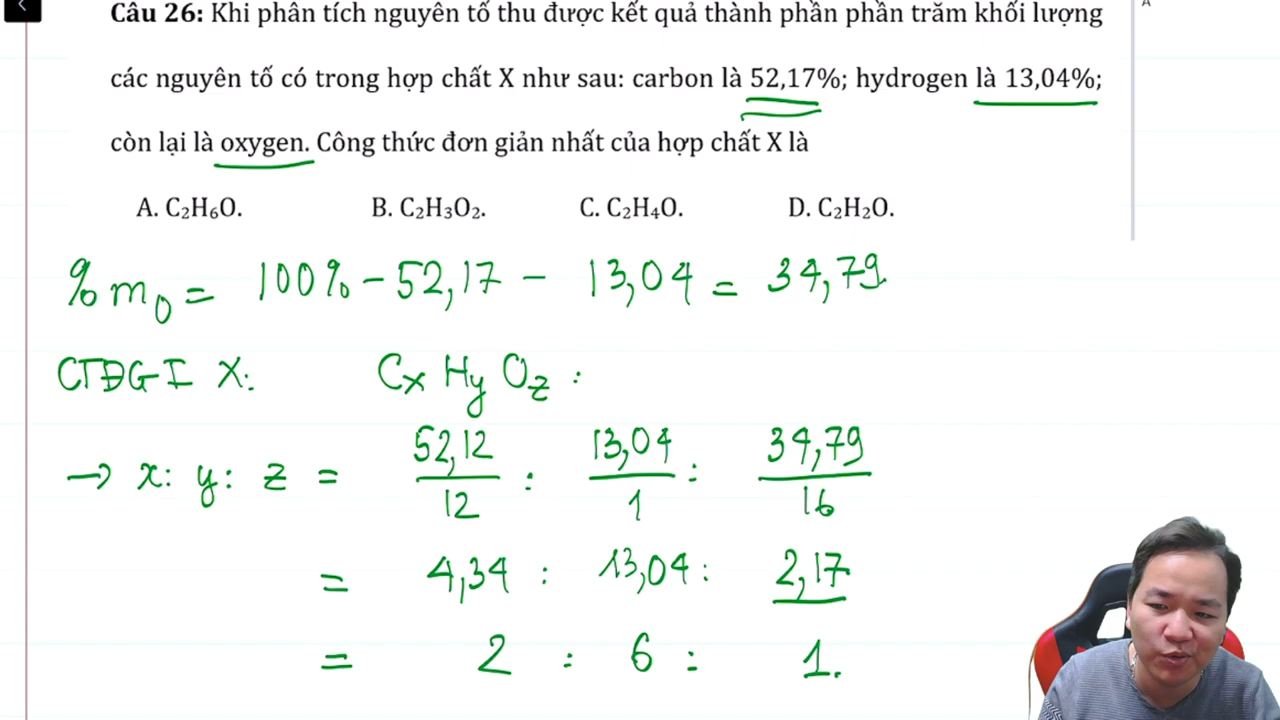 Câu 26: Khi phân tích nguyên tố thu được kết quả thành phần phần trăm khối lượng
các nguyên tố có trong hợp chất X như sau: carbon là 52,17%; hydrogen là 13,04%;
còn lại là oxygen. Công thức đơn giản nhất của hợp chất X là
A. C₂H₆O. B. C₂H₃O₂. C. C₂H₄O. D. C₂H₂O.
%m₀ = 100% - 52,17 - 13,04 = 34,79
CTĐGI X: CxHyOz :
→ x: y: z = 52,12/12 : 13,04/1 : 34,79/16
= 4,34 : 13,04 : 2,17
= 2 : 6 : 1.